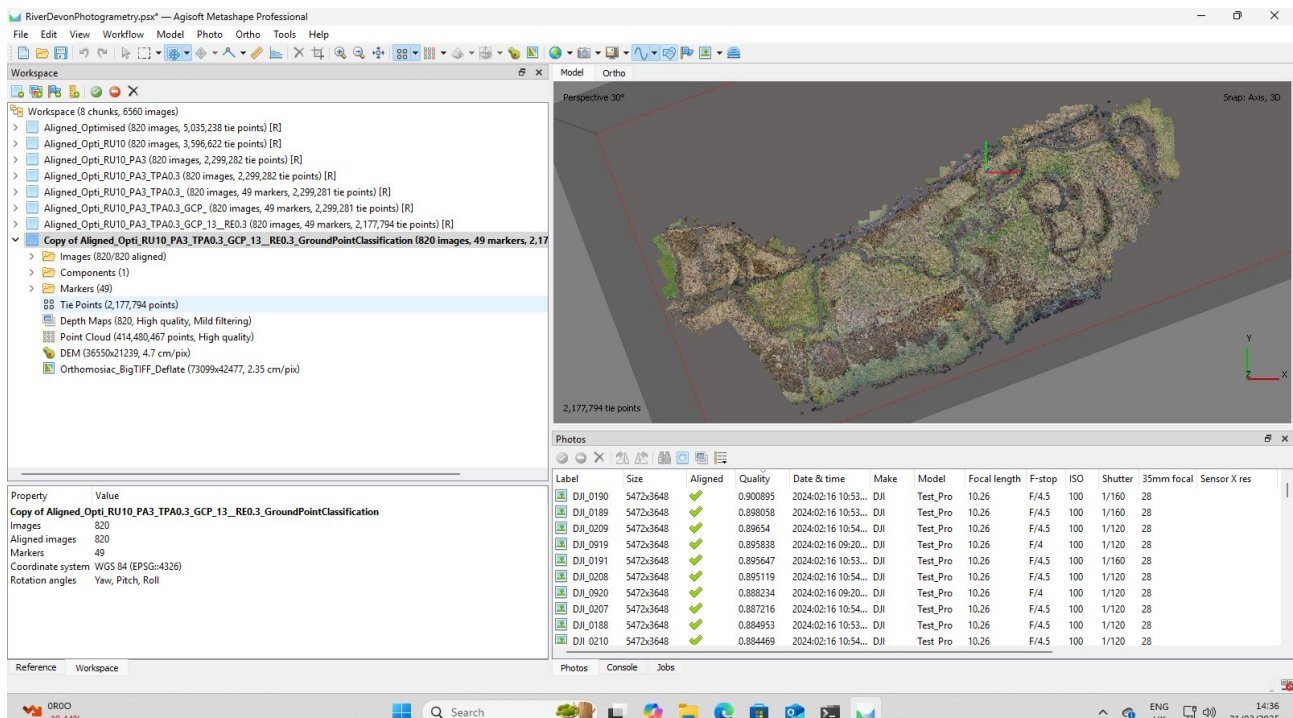 RiverDevonPhotogrametry.psx* — Agisoft Metashape Professional
File Edit View Workflow Model Photo Ortho Tools Help
Workspace
Workspace (8 chunks, 6560 images)
Aligned_Optimised (820 images, 5,035,238 tie points) [R]
Aligned_Opti_RU10 (820 images, 3,596,622 tie points) [R]
Aligned_Opti_RU10_PA3 (820 images, 2,299,282 tie points) [R]
Aligned_Opti_RU10_PA3_TPA0.3 (820 images, 2,299,282 tie points) [R]
Aligned_Opti_RU10_PA3_TPA0.3_ (820 images, 49 markers, 2,299,281 tie points) [R]
Aligned_Opti_RU10_PA3_TPA0.3_GCP_ (820 images, 49 markers, 2,299,281 tie points) [R]
Aligned_Opti_RU10_PA3_TPA0.3_GCP_13__RE0.3 (820 images, 49 markers, 2,177,794 tie points) [R]
Copy of Aligned_Opti_RU10_PA3_TPA0.3_GCP_13__RE0.3_GroundPointClassification (820 images, 49 markers, 2,17
Images (820/820 aligned)
Components (1)
Markers (49)
Tie Points (2,177,794 points)
Depth Maps (820, High quality, Mild filtering)
Point Cloud (414,480,467 points, High quality)
DEM (36550x21239, 4.7 cm/pix)
Orthomosiac_BigTIFF_Deflate (73099x42477, 2.35 cm/pix)
Property Value
Copy of Aligned_Opti_RU10_PA3_TPA0.3_GCP_13__RE0.3_GroundPointClassification
Images 820
Aligned images 820
Markers 49
Coordinate system WGS 84 (EPSG::4326)
Rotation angles Yaw, Pitch, Roll
Reference Workspace
Model Ortho
Perspective 30°
Snap: Axis, 3D
Y
Z X
2,177,794 tie points
Photos
Label Size Aligned Quality Date & time Make Model Focal length F-stop ISO Shutter 35mm focal Sensor X res
DJI_0190 5472x3648 0.900895 2024:02:16 10:53... DJI Test_Pro 10.26 F/4.5 100 1/160 28
DJI_0189 5472x3648 0.898058 2024:02:16 10:53... DJI Test_Pro 10.26 F/4.5 100 1/160 28
DJI_0209 5472x3648 0.89654 2024:02:16 10:54... DJI Test_Pro 10.26 F/4.5 100 1/120 28
DJI_0919 5472x3648 0.895838 2024:02:16 09:20... DJI Test_Pro 10.26 F/4 100 1/120 28
DJI_0191 5472x3648 0.895647 2024:02:16 10:53... DJI Test_Pro 10.26 F/4.5 100 1/160 28
DJI_0208 5472x3648 0.895119 2024:02:16 10:54... DJI Test_Pro 10.26 F/4.5 100 1/120 28
DJI_0920 5472x3648 0.888234 2024:02:16 09:20... DJI Test_Pro 10.26 F/4 100 1/120 28
DJI_0207 5472x3648 0.887216 2024:02:16 10:54... DJI Test_Pro 10.26 F/4.5 100 1/120 28
DJI_0188 5472x3648 0.884953 2024:02:16 10:53... DJI Test_Pro 10.26 F/4.5 100 1/120 28
DJI_0210 5472x3648 0.884469 2024:02:16 10:54... DJI Test_Pro 10.26 F/4.5 100 1/120 28
Photos Console Jobs
0R00
Search
ENG
14:36